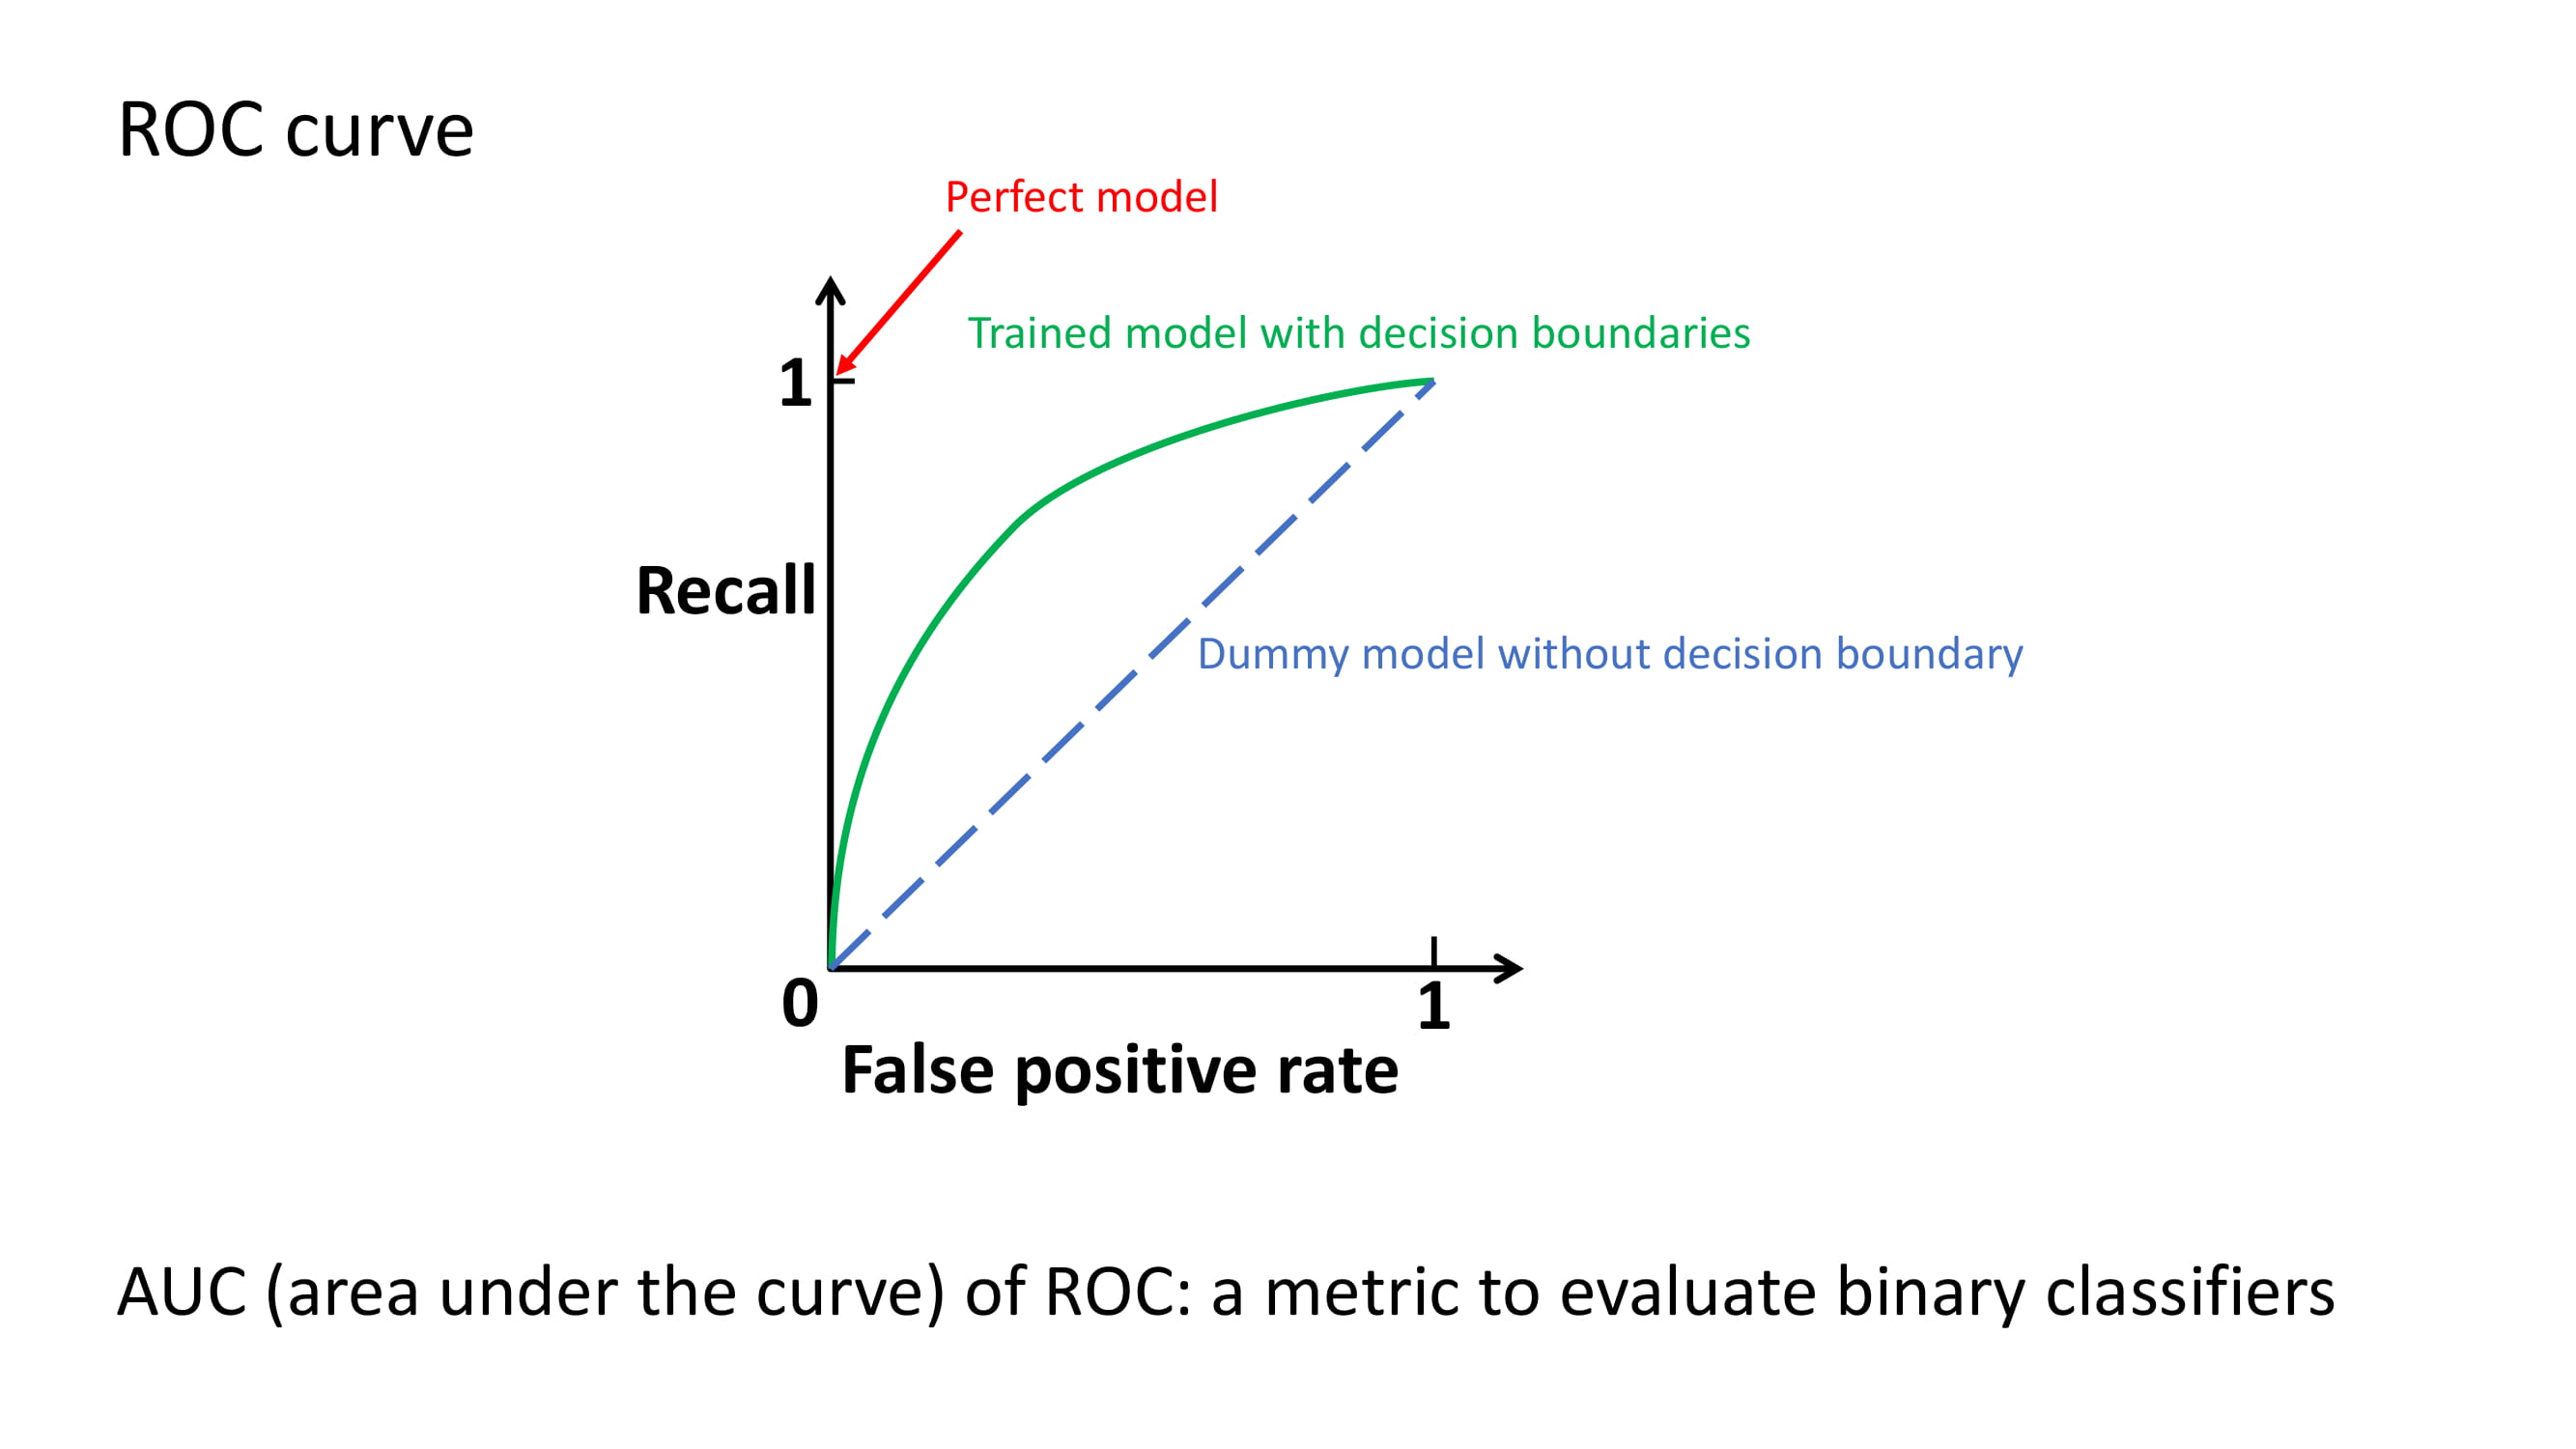 ROC curve
Perfect model
Trained model with decision boundaries
1
Recall
Dummy model without decision boundary
0
1
False positive rate
AUC (area under the curve) of ROC: a metric to evaluate binary classifiers